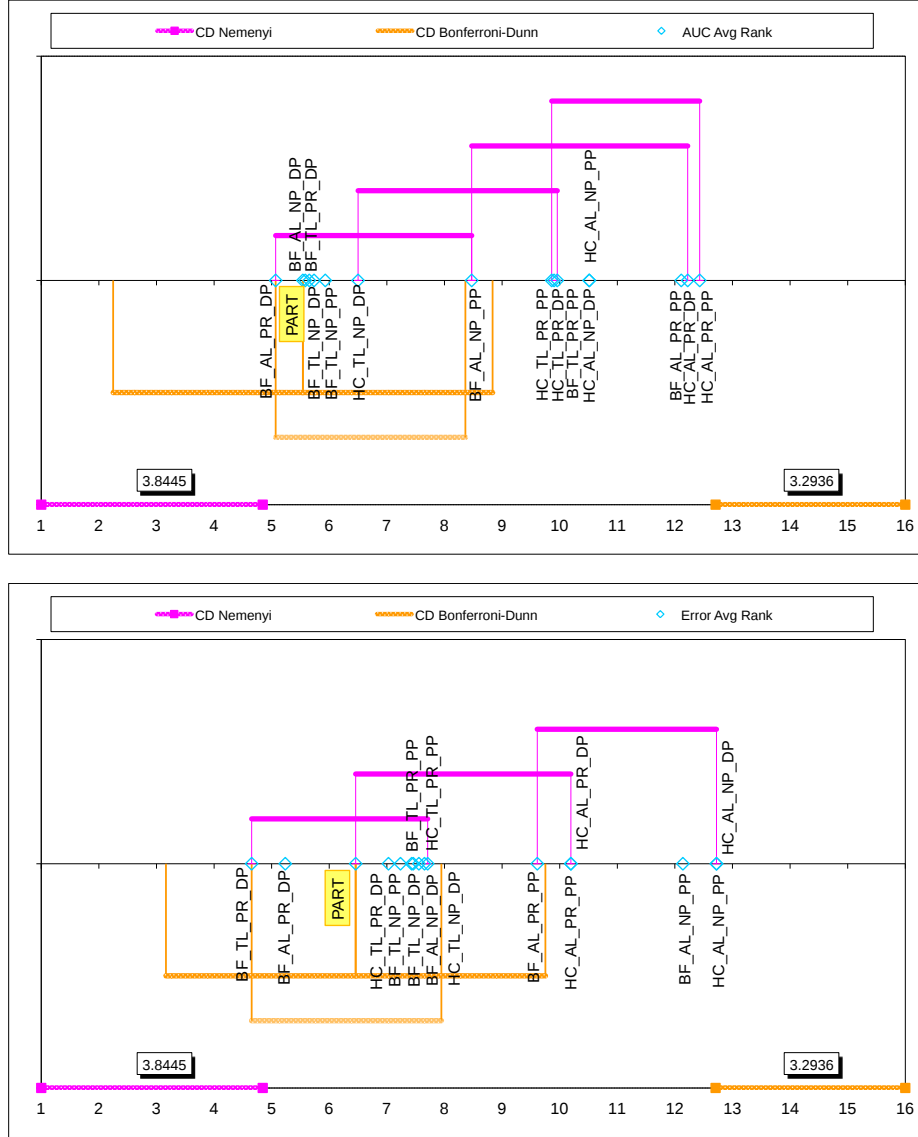 CD Nemenyi CD Bonferroni-Dunn AUC Avg Rank
BF_AL_NP_DP
BF_TL_PR_DP
HC_AL_NP_PP
BF_AL_PR_DP
PART
BF_TL_NP_DP
BF_TL_NP_PP
HC_TL_NP_DP
BF_AL_NP_PP
HC_TL_PR_PP
HC_TL_PR_DP
BF_TL_PR_PP
HC_AL_NP_DP
BF_AL_PR_PP
HC_AL_PR_DP
HC_AL_PR_PP
3.8445 3.2936
1 2 3 4 5 6 7 8 9 10 11 12 13 14 15 16
CD Nemenyi CD Bonferroni-Dunn Error Avg Rank
BF_TL_PR_PP
HC_TL_PR_PP
HC_AL_PR_DP
HC_AL_NP_DP
BF_TL_PR_DP
BF_AL_PR_DP
PART
HC_TL_PR_DP
BF_TL_NP_PP
BF_TL_NP_DP
BF_AL_NP_DP
HC_TL_NP_DP
BF_AL_PR_PP
HC_AL_PR_PP
BF_AL_NP_PP
HC_AL_NP_PP
3.8445 3.2936
1 2 3 4 5 6 7 8 9 10 11 12 13 14 15 16